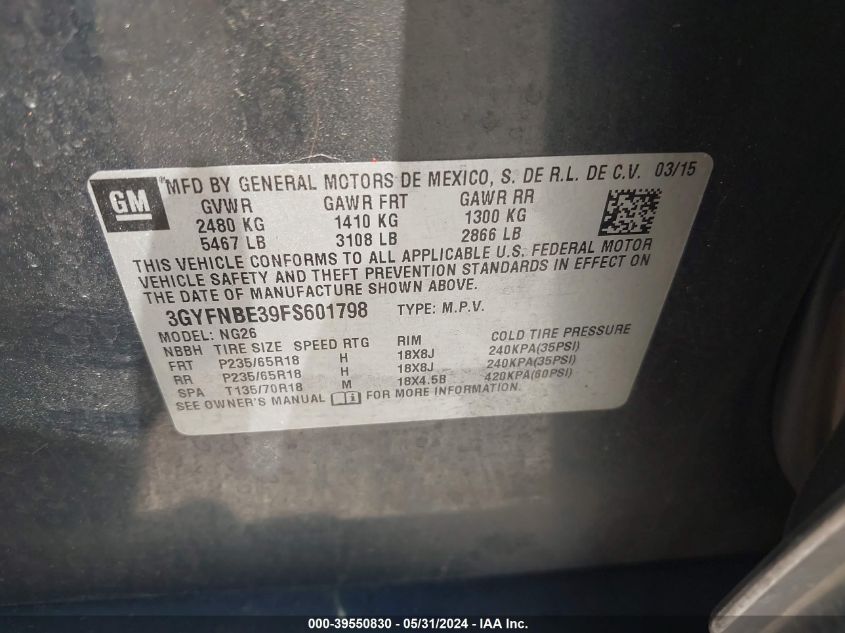 GM
®MFD BY GENERAL MOTORS DE MEXICO, S. DE R.L. DE C.V. 03/15
GVWR GAWR FRT GAWR RR
2480 KG 1410 KG 1300 KG
5467 LB 3108 LB 2866 LB
THIS VEHICLE CONFORMS TO ALL APPLICABLE U.S. FEDERAL MOTOR
VEHICLE SAFETY AND THEFT PREVENTION STANDARDS IN EFFECT ON
THE DATE OF MANUFACTURE SHOWN ABOVE.
3GYFNBE39FS601798 TYPE: M.P.V.
MODEL: NG26
NBBH TIRE SIZE SPEED RTG RIM COLD TIRE PRESSURE
FRT P235/65R18 H 18X8J 240KPA(35PSI)
RR P235/65R18 H 18X8J 240KPA(35PSI)
SPA T135/70R18 M 18X4.5B 420KPA(60PSI)
SEE OWNER'S MANUAL FOR MORE INFORMATION.
000-39550830 - 05/31/2024 - IAA Inc.